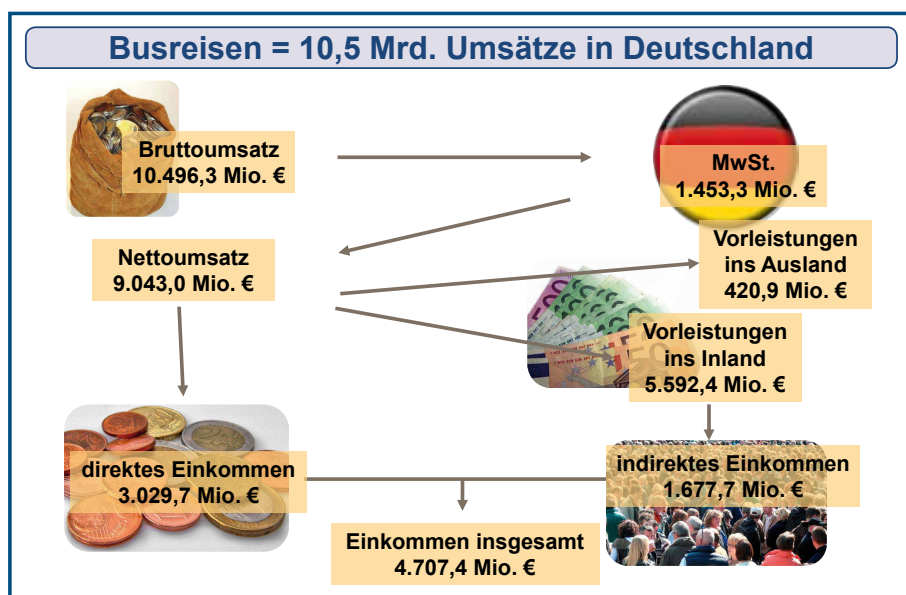 Busreisen = 10,5 Mrd. Umsätze in Deutschland
Bruttoumsatz
10.496,3 Mio. €
MwSt.
1.453,3 Mio. €
Nettoumsatz
9.043,0 Mio. €
Vorleistungen
ins Ausland
420,9 Mio. €
Vorleistungen
ins Inland
5.592,4 Mio. €
direktes Einkommen
3.029,7 Mio. €
indirektes Einkommen
1.677,7 Mio. €
Einkommen insgesamt
4.707,4 Mio. €